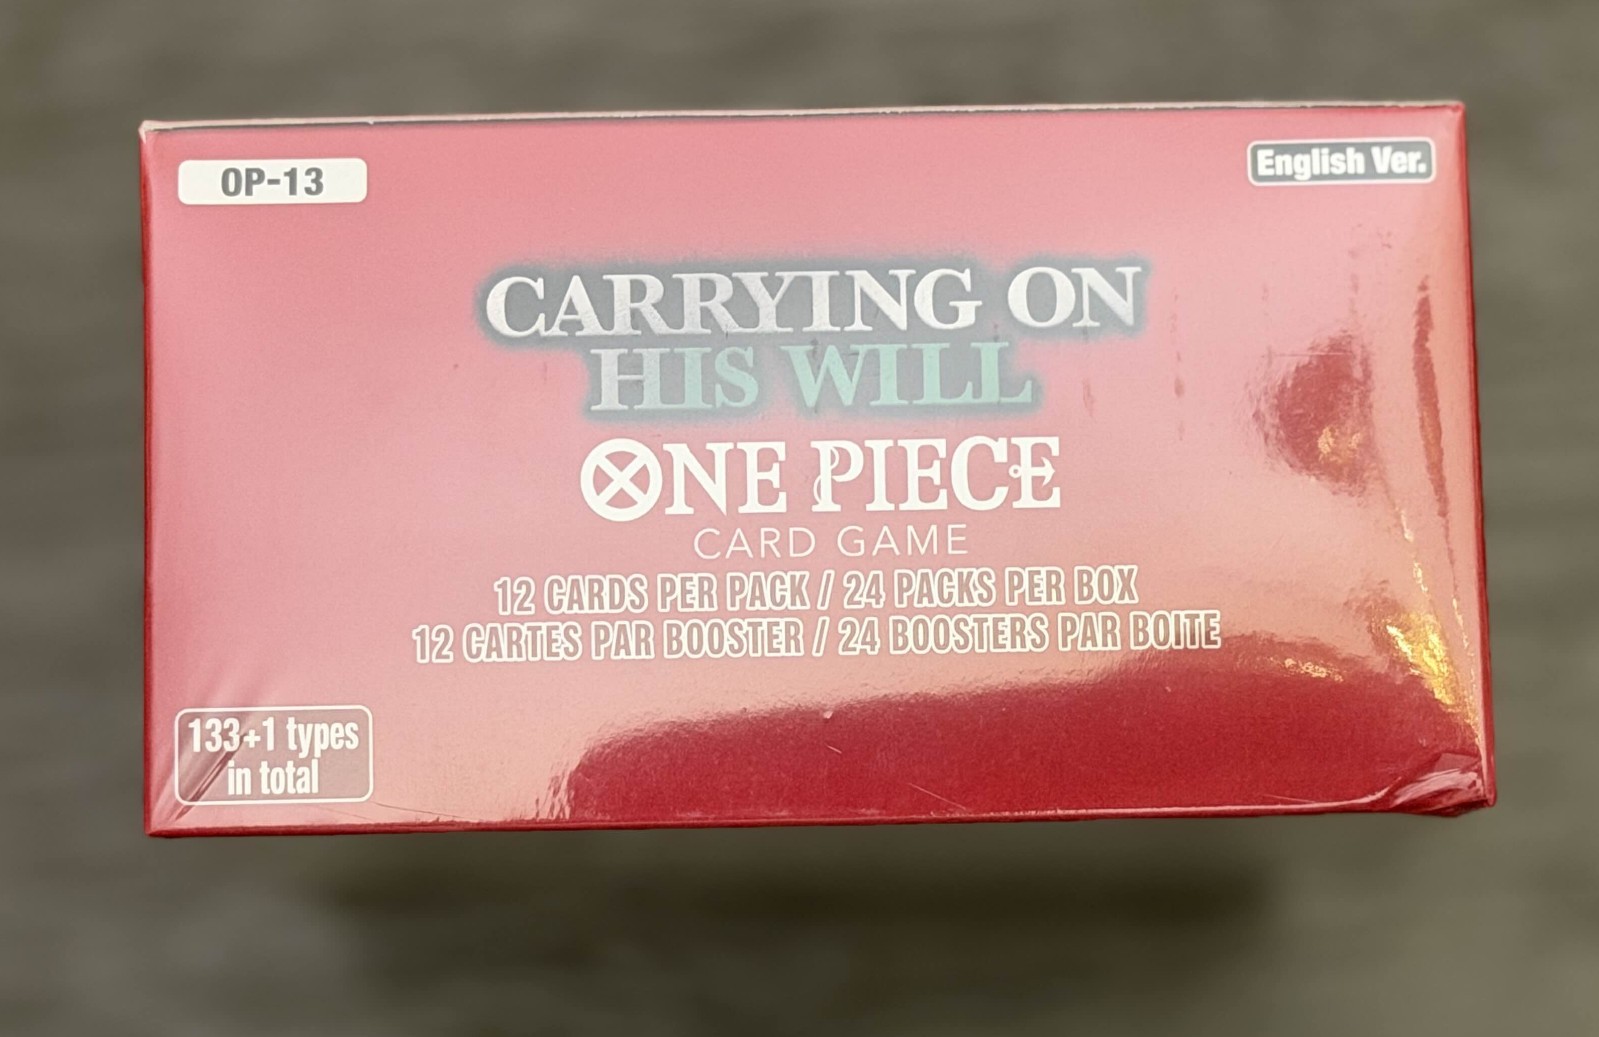 OP-13
English Ver.
CARRYING ON
HIS WILL
ONE PIECE
CARD GAME
12 CARDS PER PACK / 24 PACKS PER BOX
12 CARTES PAR BOOSTER / 24 BOOSTERS PAR BOITE
133+1 types
in total